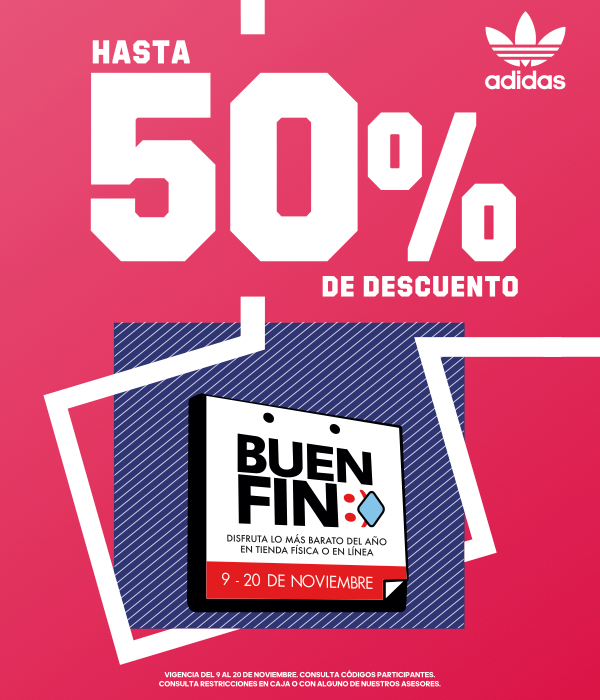 HASTA
adidas
50%
DE DESCUENTO
BUEN
FIN
DISFRUTA LO MÁS BARATO DEL AÑO
EN TIENDA FÍSICA O EN LÍNEA
9 - 20 DE NOVIEMBRE
VIGENCIA DEL 9 AL 20 DE NOVIEMBRE. CONSULTA CÓDIGOS PARTICIPANTES.
CONSULTA RESTRICCIONES EN CAJA O CON ALGUNO DE NUESTROS ASESORES.